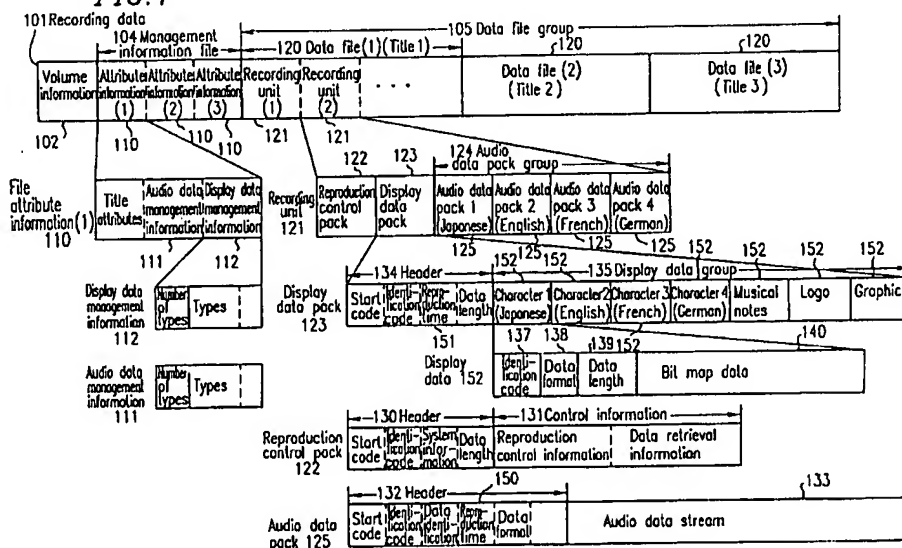 FIG. 7
101 Recording data
105 Data file group
104 Management information file
120 Data file(1)(Title 1)
120
120
Volume information
Attribute information (1)
Attribute information (2)
Attribute information (3)
Recording unit (1)
Recording unit (2)
. . .
Data file (2) (Title 2)
Data file (3) (Title 3)
102
110
110
110
121
121
122
123
124 Audio data pack group
File attribute information(1) 110
Title attributes
Audio data management information
Display data management information
111
112
Recording unit 121
Reproduction control pack
Display data pack
Audio data pack 1 (Japanese)
Audio data pack 2 (English)
Audio data pack 3 (French)
Audio data pack 4 (German)
125
125
125
125
152
152
152
134 Header
152
152
135 Display data group
Display data management information 112
Number of types
Types
Display data pack 123
Start code
Identification code
Reproduction time
Data length
Character 1 (Japanese)
Character 2 (English)
Character 3 (French)
Character 4 (German)
Musical notes
Logo
Graphic
151
137
138
139
152
140
Display data 152
Identification code
Data format
Data length
Bit map data
Audio data management information 111
Number of types
Types
130 Header
131 Control information
Reproduction control pack 122
Start code
Identification code
System information
Data length
Reproduction control information
Data retrieval information
132 Header
150
133
Audio data pack 125
Start code
Identification code
Data identification
Reproduction time
Data format
Audio data stream